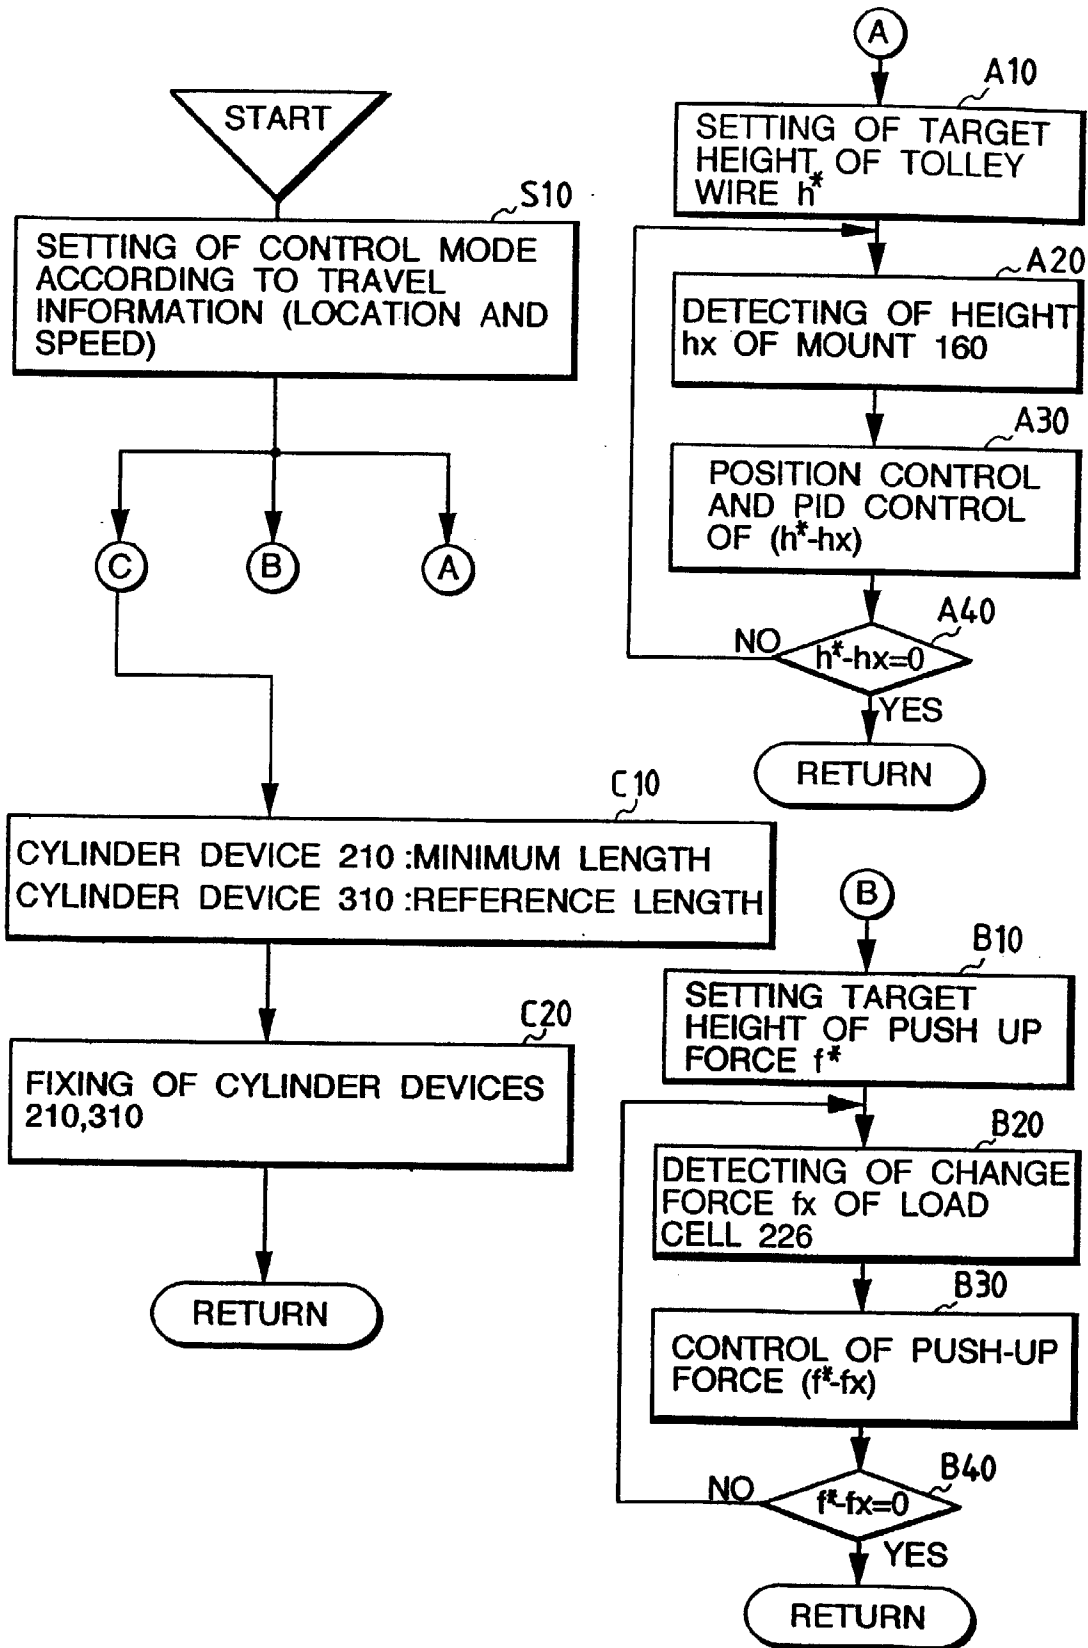 START
S10
SETTING OF CONTROL MODE
ACCORDING TO TRAVEL
INFORMATION (LOCATION AND
SPEED)
C
B
A
C10
CYLINDER DEVICE 210 :MINIMUM LENGTH
CYLINDER DEVICE 310 :REFERENCE LENGTH
C20
FIXING OF CYLINDER DEVICES
210,310
RETURN
A
A10
SETTING OF TARGET
HEIGHT OF TOLLEY
WIRE h*
A20
DETECTING OF HEIGHT
hx OF MOUNT 160
A30
POSITION CONTROL
AND PID CONTROL
OF (h*-hx)
A40
NO
h*-hx=0
YES
RETURN
B
B10
SETTING TARGET
HEIGHT OF PUSH UP
FORCE f*
B20
DETECTING OF CHANGE
FORCE fx OF LOAD
CELL 226
B30
CONTROL OF PUSH-UP
FORCE (f*-fx)
B40
NO
f*-fx=0
YES
RETURN